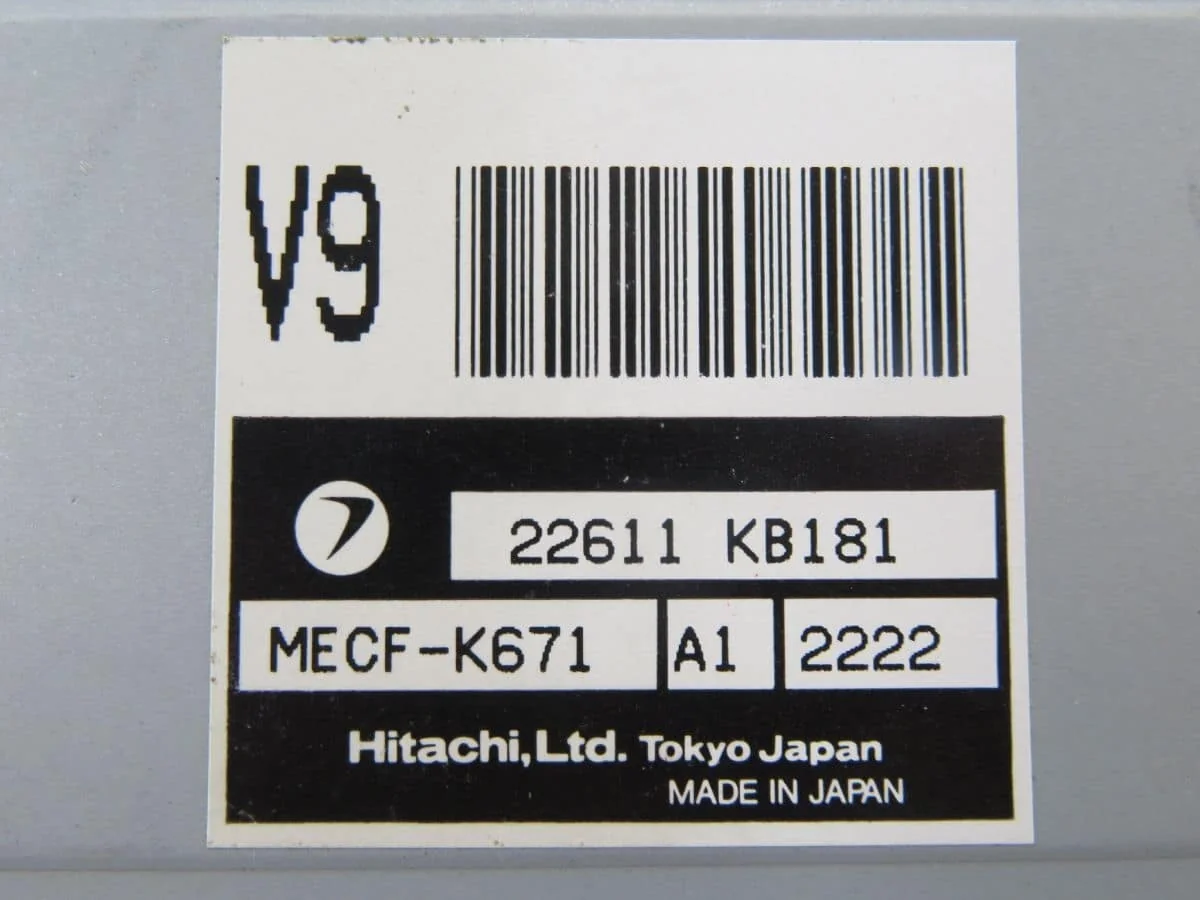 V9
22611 KB181
MECF-K671 A1 2222
Hitachi, Ltd. Tokyo Japan
MADE IN JAPAN